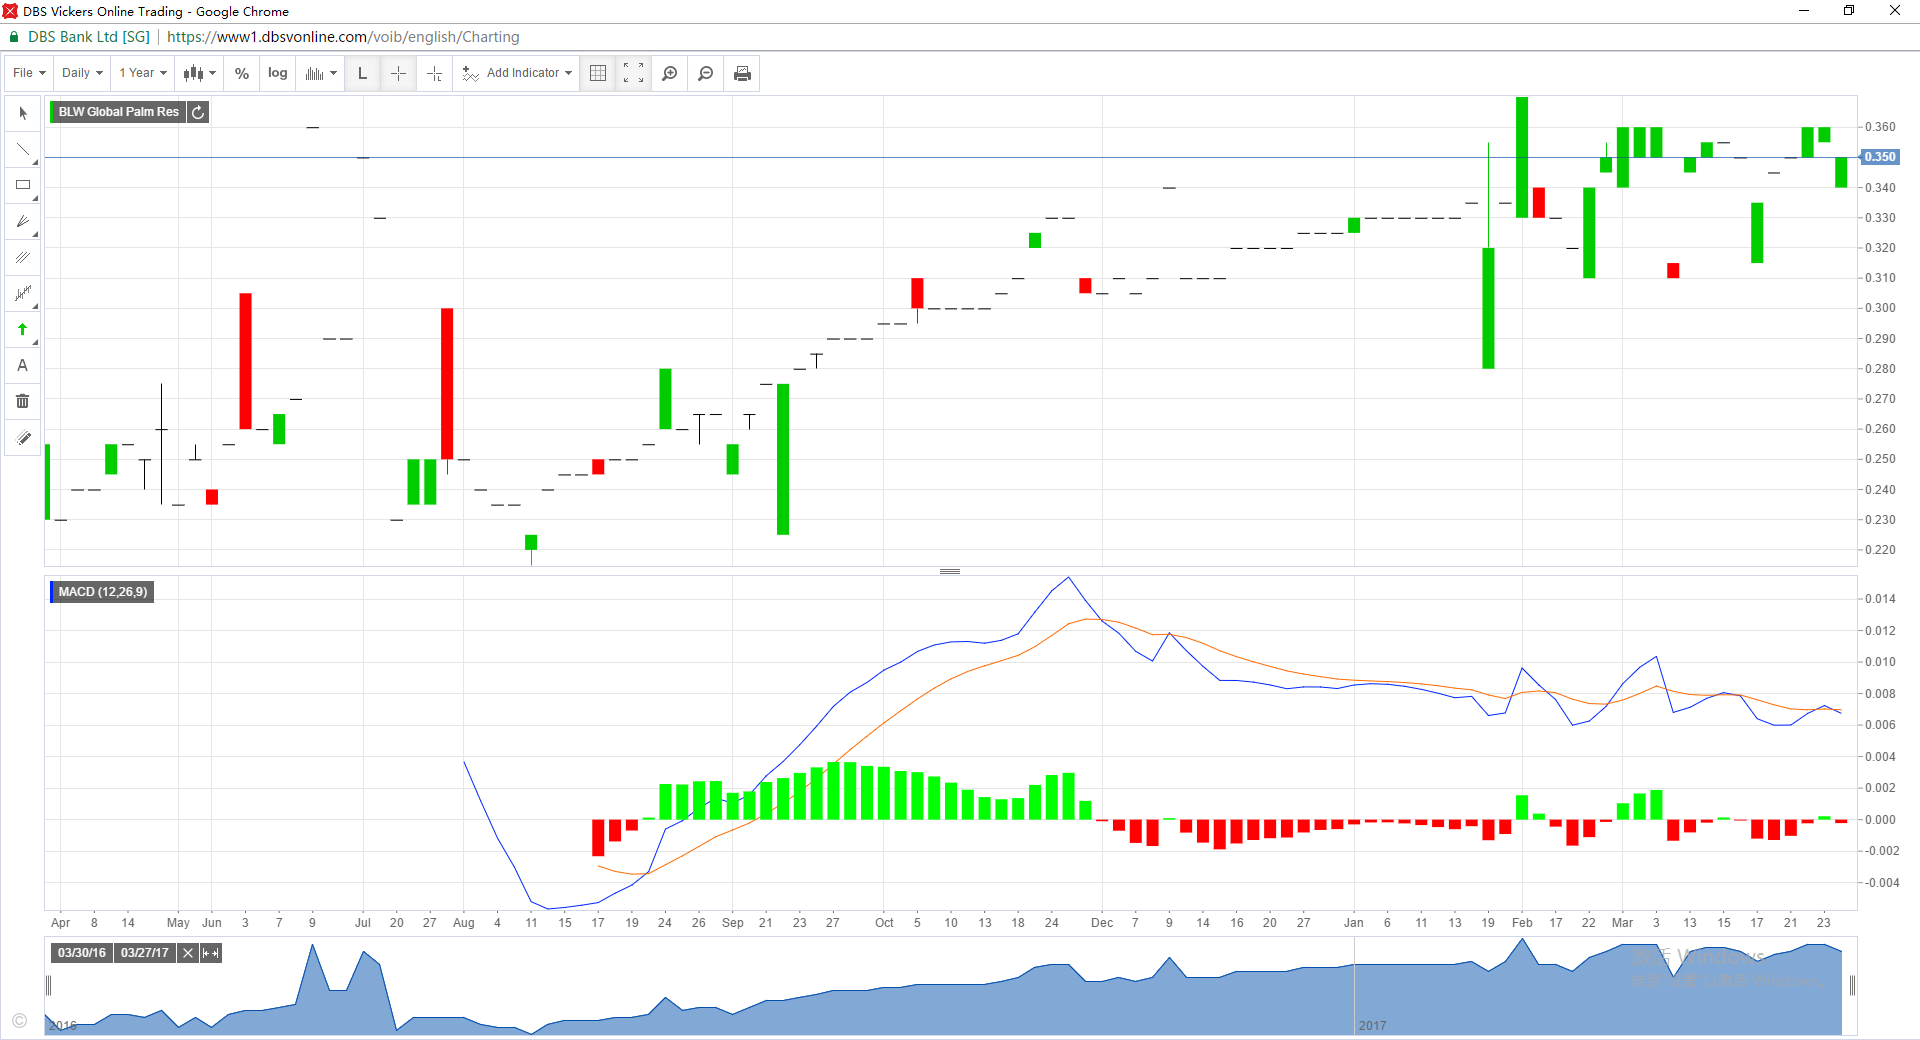 DBS Vickers Online Trading - Google Chrome
DBS Bank Ltd [SG] | https://www1.dbsvonline.com/voib/english/Charting
File Daily 1 Year % log L Add Indicator
BLW Global Palm Res
A
0.360
0.350
0.340
0.330
0.320
0.310
0.300
0.290
0.280
0.270
0.260
0.250
0.240
0.230
0.220
MACD (12,26,9)
0.014
0.012
0.010
0.008
0.006
0.004
0.002
0.000
-0.002
-0.004
Apr 8 14 May Jun 3 7 9 Jul 20 27 Aug 4 11 15 17 19 24 26 Sep 21 23 27 Oct 5 10 13 18 24 Dec 7 9 14 16 20 27 Jan 6 11 13 19 Feb 17 22 Mar 3 13 15 17 21 23
03/30/16 03/27/17
Windows
Windows
© 2016 2017